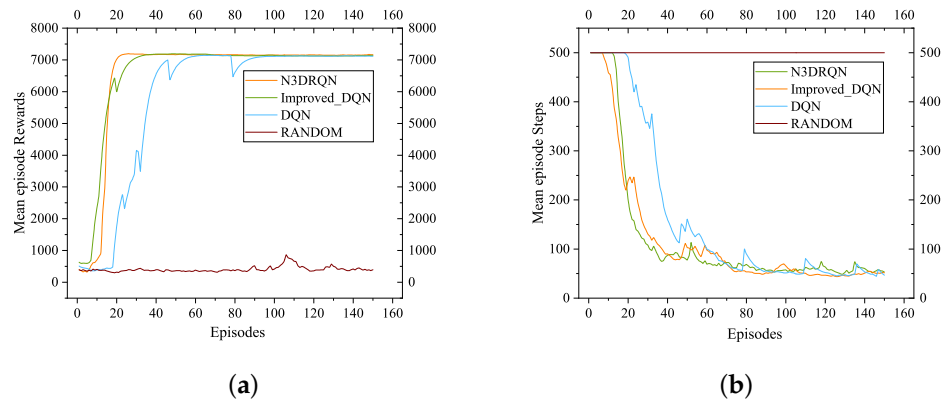 0 20 40 60 80 100 120 140 160
8000 8000
7000 7000
6000 6000
5000 5000
4000 4000
3000 3000
2000 2000
1000 1000
0 0
Mean episode Rewards
N3DRQN
Improved_DQN
DQN
RANDOM
0 20 40 60 80 100 120 140 160
Episodes
(a)
0 20 40 60 80 100 120 140 160
500 500
400 400
300 300
200 200
100 100
0 0
Mean episode Steps
N3DRQN
Improved_DQN
DQN
RANDOM
0 20 40 60 80 100 120 140 160
Episodes
(b)